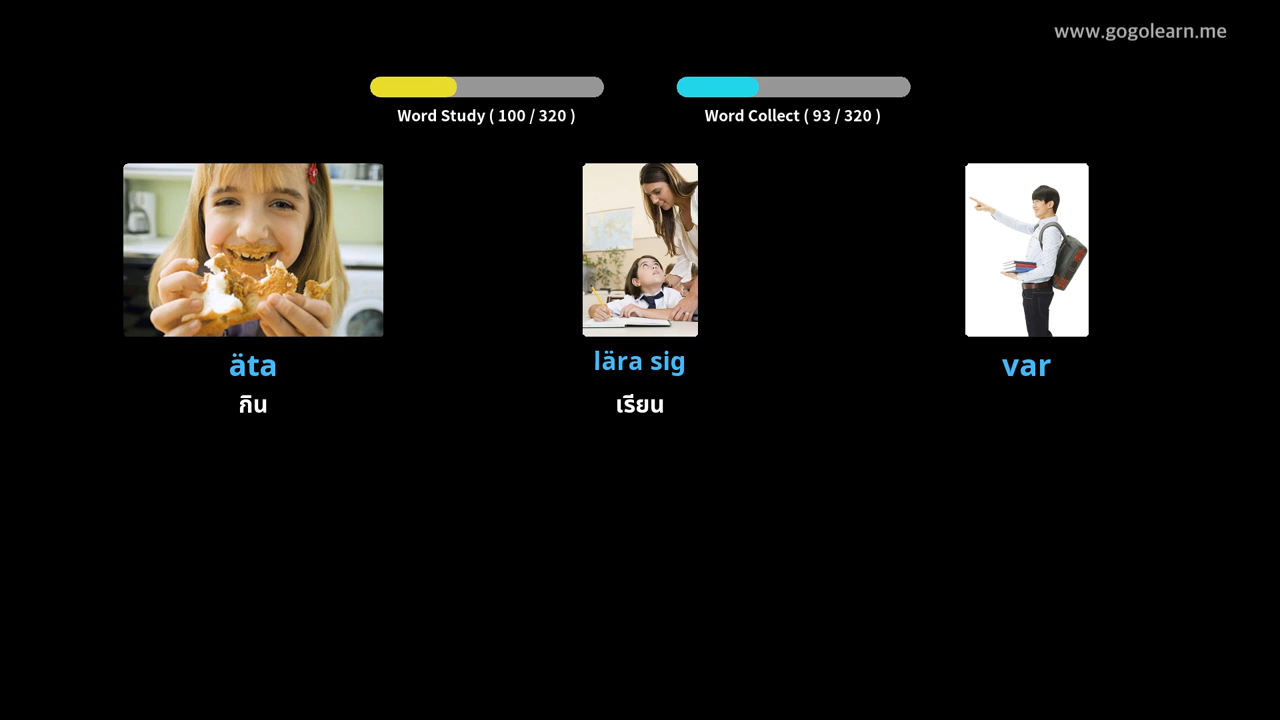 www.gogolearn.me
Word Study ( 100 / 320 )
Word Collect ( 93 / 320 )
äta
กิน
lära sig
เรียน
var